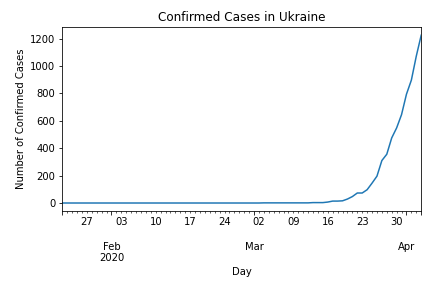 Confirmed Cases in Ukraine
Number of Confirmed Cases
1200
1000
800
600
400
200
0
27 03 10 17 24 02 09 16 23 30
Feb Mar Apr
2020
Day